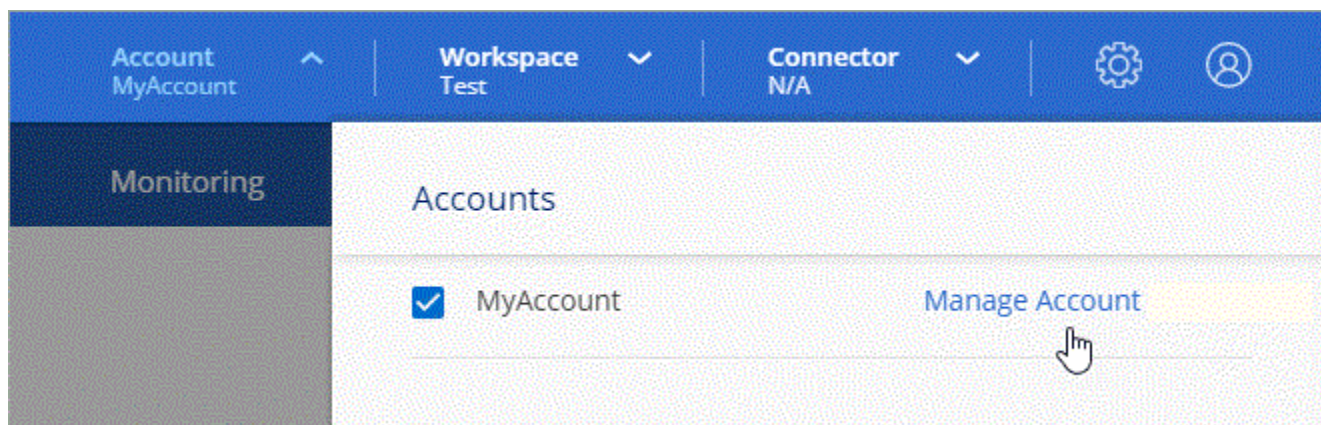 Account
MyAccount
Workspace
Test
Connector
N/A
Monitoring
Accounts
MyAccount
Manage Account